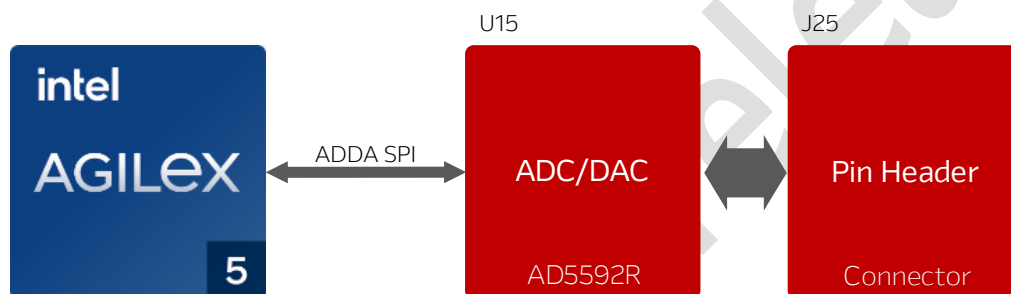 U15
J25
intel
AGILEX
5
ADDA SPI
ADC/DAC
AD5592R
Pin Header
Connector